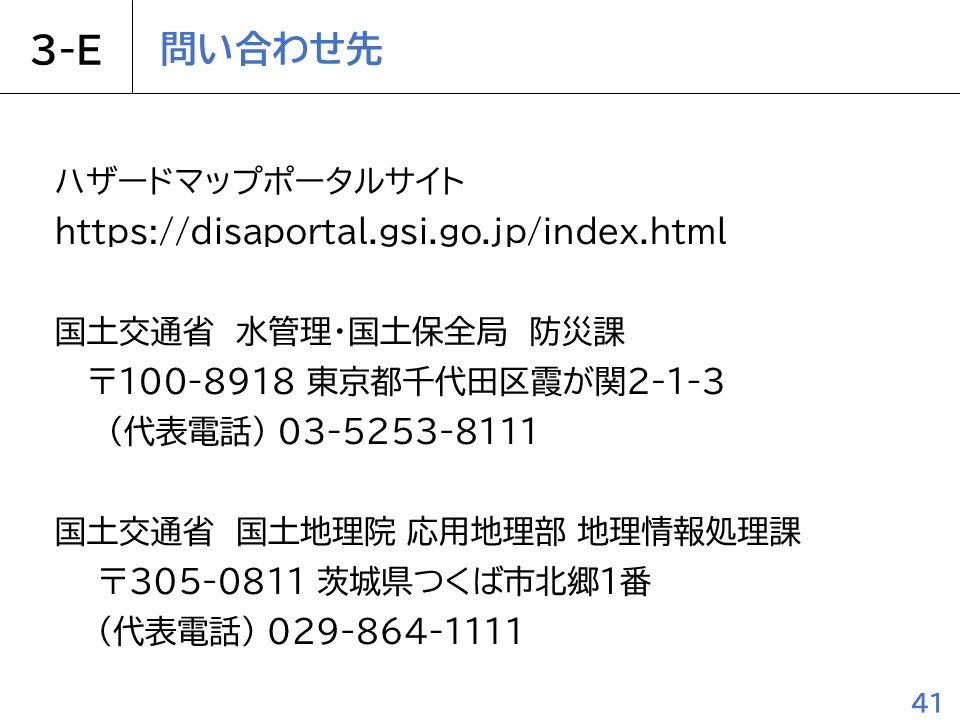 3-E
問い合わせ先
ハザードマップポータルサイト
https://disaportal.gsi.go.jp/index.html
国土交通省　水管理・国土保全局　防災課
〒100-8918 東京都千代田区霞が関2-1-3
（代表電話） 03-5253-8111
国土交通省　国土地理院 応用地理部 地理情報処理課
〒305-0811 茨城県つくば市北郷1番
（代表電話） 029-864-1111
41